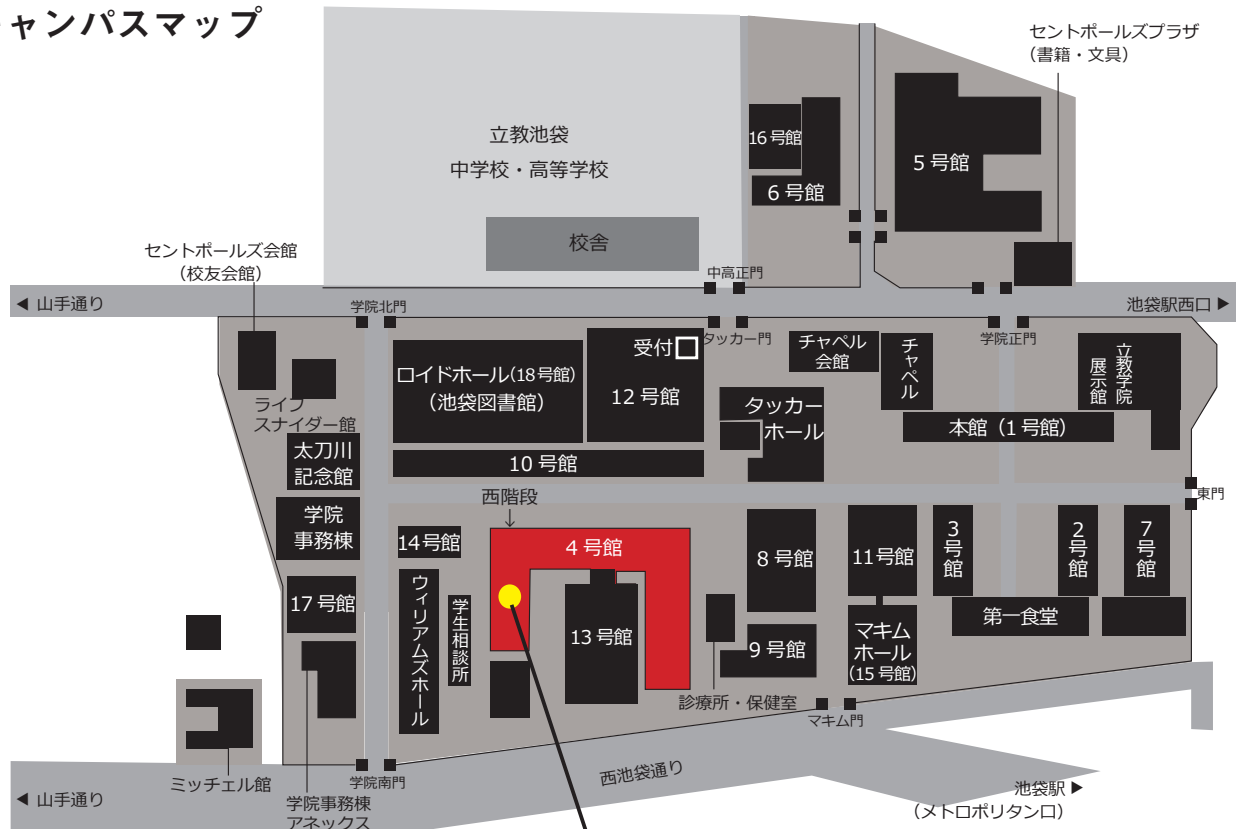 ャンパスマップ
セントポールズプラザ
（書籍・文具）
立教池袋
中学校・高等学校
校舎
16 号館
6 号館
5 号館
セントポールズ会館
（校友会館）
中高正門
◀ 山手通り
学院北門
池袋駅西口 ▶
タッカー門
学院正門
受付
ロイドホール(18号館)
（池袋図書館）
12 号館
チャペル
会館
チャペル
立教学院
展示館
ライフ
スナイダー館
タッカー
ホール
本館（1 号館）
太刀川
記念館
10 号館
西階段
東門
学院
事務棟
14号館
4 号館
8 号館
11号館
3号館
2号館
7号館
17 号館
ウィリアムズホール
学生相談所
13 号館
9 号館
マキム
ホール
(15 号館)
第一食堂
診療所・保健室
マキム門
ミッチェル館
学院南門
西池袋通り
◀ 山手通り
学院事務棟
アネックス
池袋駅 ▶
（メトロポリタン口）